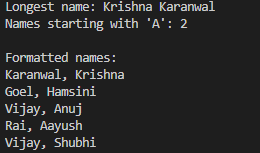 Longest name: Krishna Karanwal
Names starting with 'A': 2
Formatted names:
Karanwal, Krishna
Goel, Hamsini
Vijay, Anuj
Rai, Aayush
Vijay, Shubhi